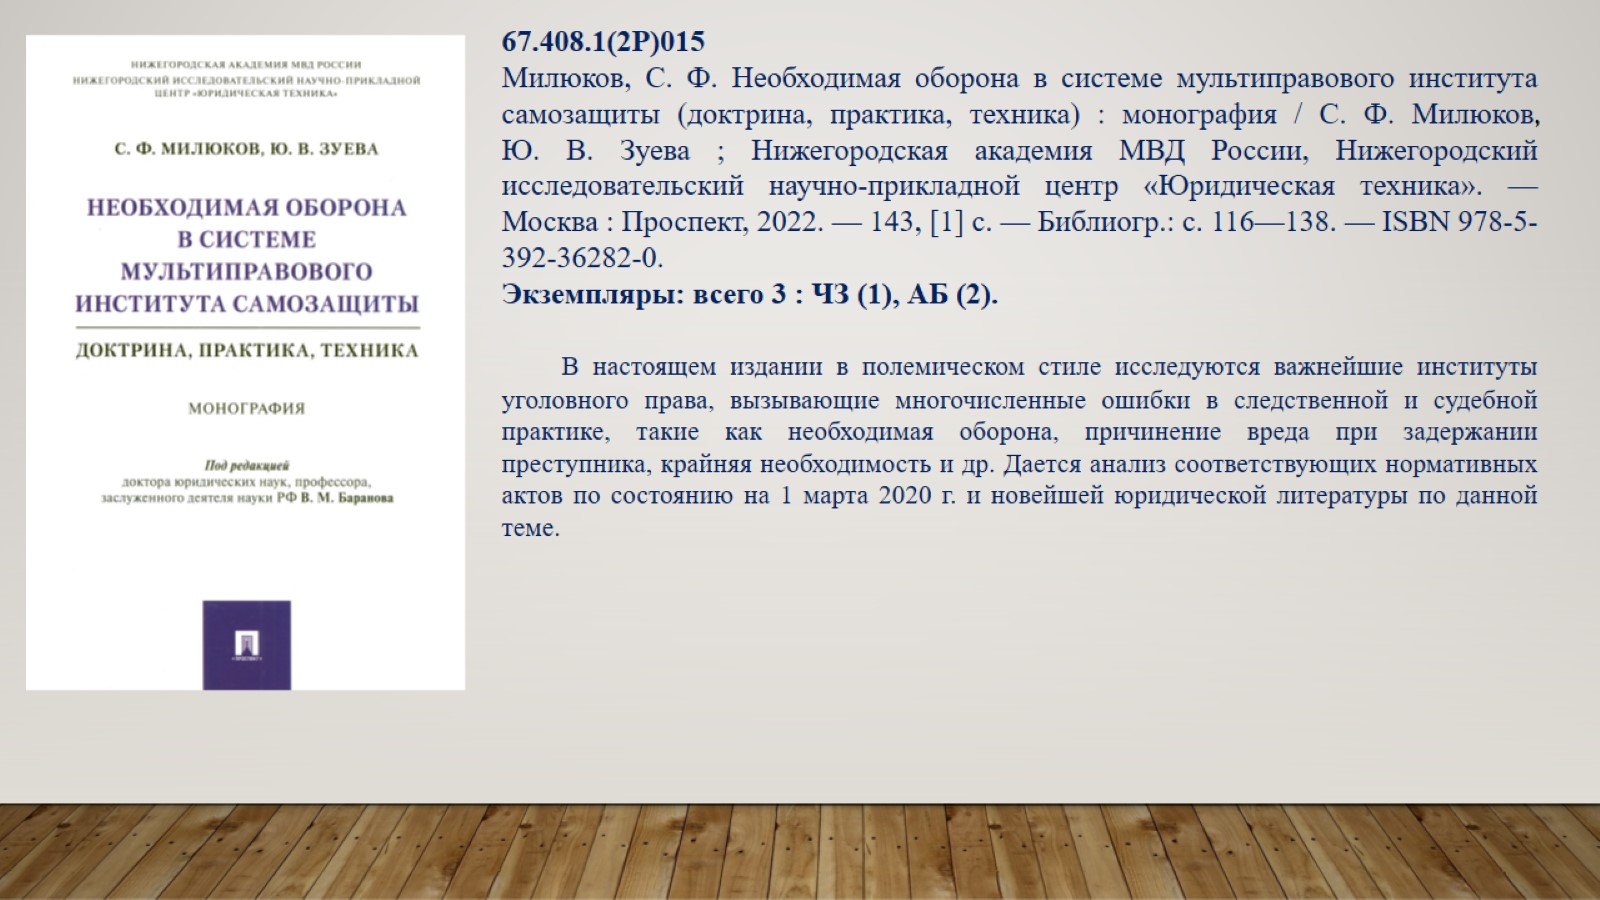 НИЖЕГОРОДСКАЯ АКАДЕМИЯ МВД РОССИИ
НИЖЕГОРОДСКИЙ ИССЛЕДОВАТЕЛЬСКИЙ НАУЧНО-ПРИКЛАДНОЙ
ЦЕНТР «ЮРИДИЧЕСКАЯ ТЕХНИКА»
С. Ф. МИЛЮКОВ, Ю. В. ЗУЕВА
НЕОБХОДИМАЯ ОБОРОНА
В СИСТЕМЕ
МУЛЬТИПРАВОВОГО
ИНСТИТУТА САМОЗАЩИТЫ
ДОКТРИНА, ПРАКТИКА, ТЕХНИКА
МОНОГРАФИЯ
Под редакцией
доктора юридических наук, профессора,
заслуженного деятеля науки РФ В. М. Баранова
• ПРОСПЕКТ •
67.408.1(2Р)015
Милюков, С. Ф. Необходимая оборона в системе мультиправового института
самозащиты (доктрина, практика, техника) : монография / С. Ф. Милюков,
Ю. В. Зуева ; Нижегородская академия МВД России, Нижегородский
исследовательский научно-прикладной центр «Юридическая техника». —
Москва : Проспект, 2022. — 143, [1] с. — Библиогр.: с. 116—138. — ISBN 978-5-
392-36282-0.
Экземпляры: всего 3 : ЧЗ (1), АБ (2).
В настоящем издании в полемическом стиле исследуются важнейшие институты
уголовного права, вызывающие многочисленные ошибки в следственной и судебной
практике, такие как необходимая оборона, причинение вреда при задержании
преступника, крайняя необходимость и др. Дается анализ соответствующих нормативных
актов по состоянию на 1 марта 2020 г. и новейшей юридической литературы по данной
теме.